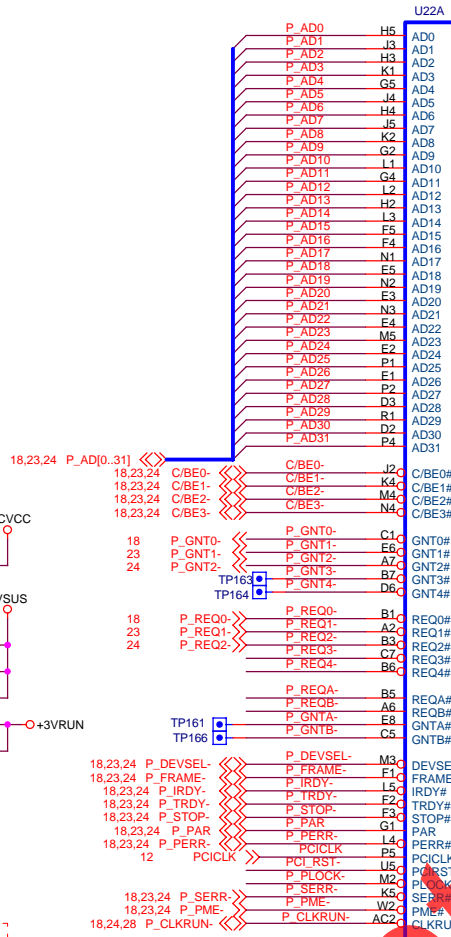 U22A
P_AD0 H5 AD0
P_AD1 J3 AD1
P_AD2 H3 AD2
P_AD3 K1 AD3
P_AD4 G5 AD4
P_AD5 J4 AD5
P_AD6 H4 AD6
P_AD7 J5 AD7
P_AD8 K2 AD8
P_AD9 G2 AD9
P_AD10 L1 AD10
P_AD11 G4 AD11
P_AD12 L2 AD12
P_AD13 H2 AD13
P_AD14 L3 AD14
P_AD15 F5 AD15
P_AD16 F4 AD16
P_AD17 N1 AD17
P_AD18 E5 AD18
P_AD19 N2 AD19
P_AD20 E3 AD20
P_AD21 N3 AD21
P_AD22 E4 AD22
P_AD23 M5 AD23
P_AD24 E2 AD24
P_AD25 P1 AD25
P_AD26 E1 AD26
P_AD27 P2 AD27
P_AD28 D3 AD28
P_AD29 R1 AD29
P_AD30 D2 AD30
P_AD31 P4 AD31
18,23,24 P_AD[0..31]
18,23,24 C/BE0- C/BE0- J2 C/BE0#
18,23,24 C/BE1- C/BE1- K4 C/BE1#
18,23,24 C/BE2- C/BE2- M4 C/BE2#
18,23,24 C/BE3- C/BE3- N4 C/BE3#
CVCC
18 P_GNT0- P_GNT0- C1 GNT0#
23 P_GNT1- P_GNT1- E6 GNT1#
24 P_GNT2- P_GNT2- A7 GNT2#
TP163 P_GNT3- B7 GNT3#
TP164 P_GNT4- D6 GNT4#
VSUS
18 P_REQ0- P_REQ0- B1 REQ0#
23 P_REQ1- P_REQ1- A2 REQ1#
24 P_REQ2- P_REQ2- B3 REQ2#
P_REQ3- C7 REQ3#
P_REQ4- B6 REQ4#
P_REQA- B5 REQA#
P_REQB- A6 REQB#
+3VRUN TP161 P_GNTA- E8 GNTA#
TP166 P_GNTB- C5 GNTB#
18,23,24 P_DEVSEL- P_DEVSEL- M3 DEVSE
18,23,24 P_FRAME- P_FRAME- F1 FRAME
18,23,24 P_IRDY- P_IRDY- L5 IRDY#
18,23,24 P_TRDY- P_TRDY- F2 TRDY#
18,23,24 P_STOP- P_STOP- F3 STOP#
18,23,24 P_PAR P_PAR G1 PAR
18,23,24 P_PERR- P_PERR- L4 PERR#
12 PCICLK PCICLK P5 PCICLK
PCI_RST- U5 PCIRST
P_PLOCK- M2 PLOCK
18,23,24 P_SERR- P_SERR- K5 SERR#
18,23,24 P_PME- P_PME- W2 PME#
18,24,28 P_CLKRUN- P_CLKRUN- AC2 CLKRU